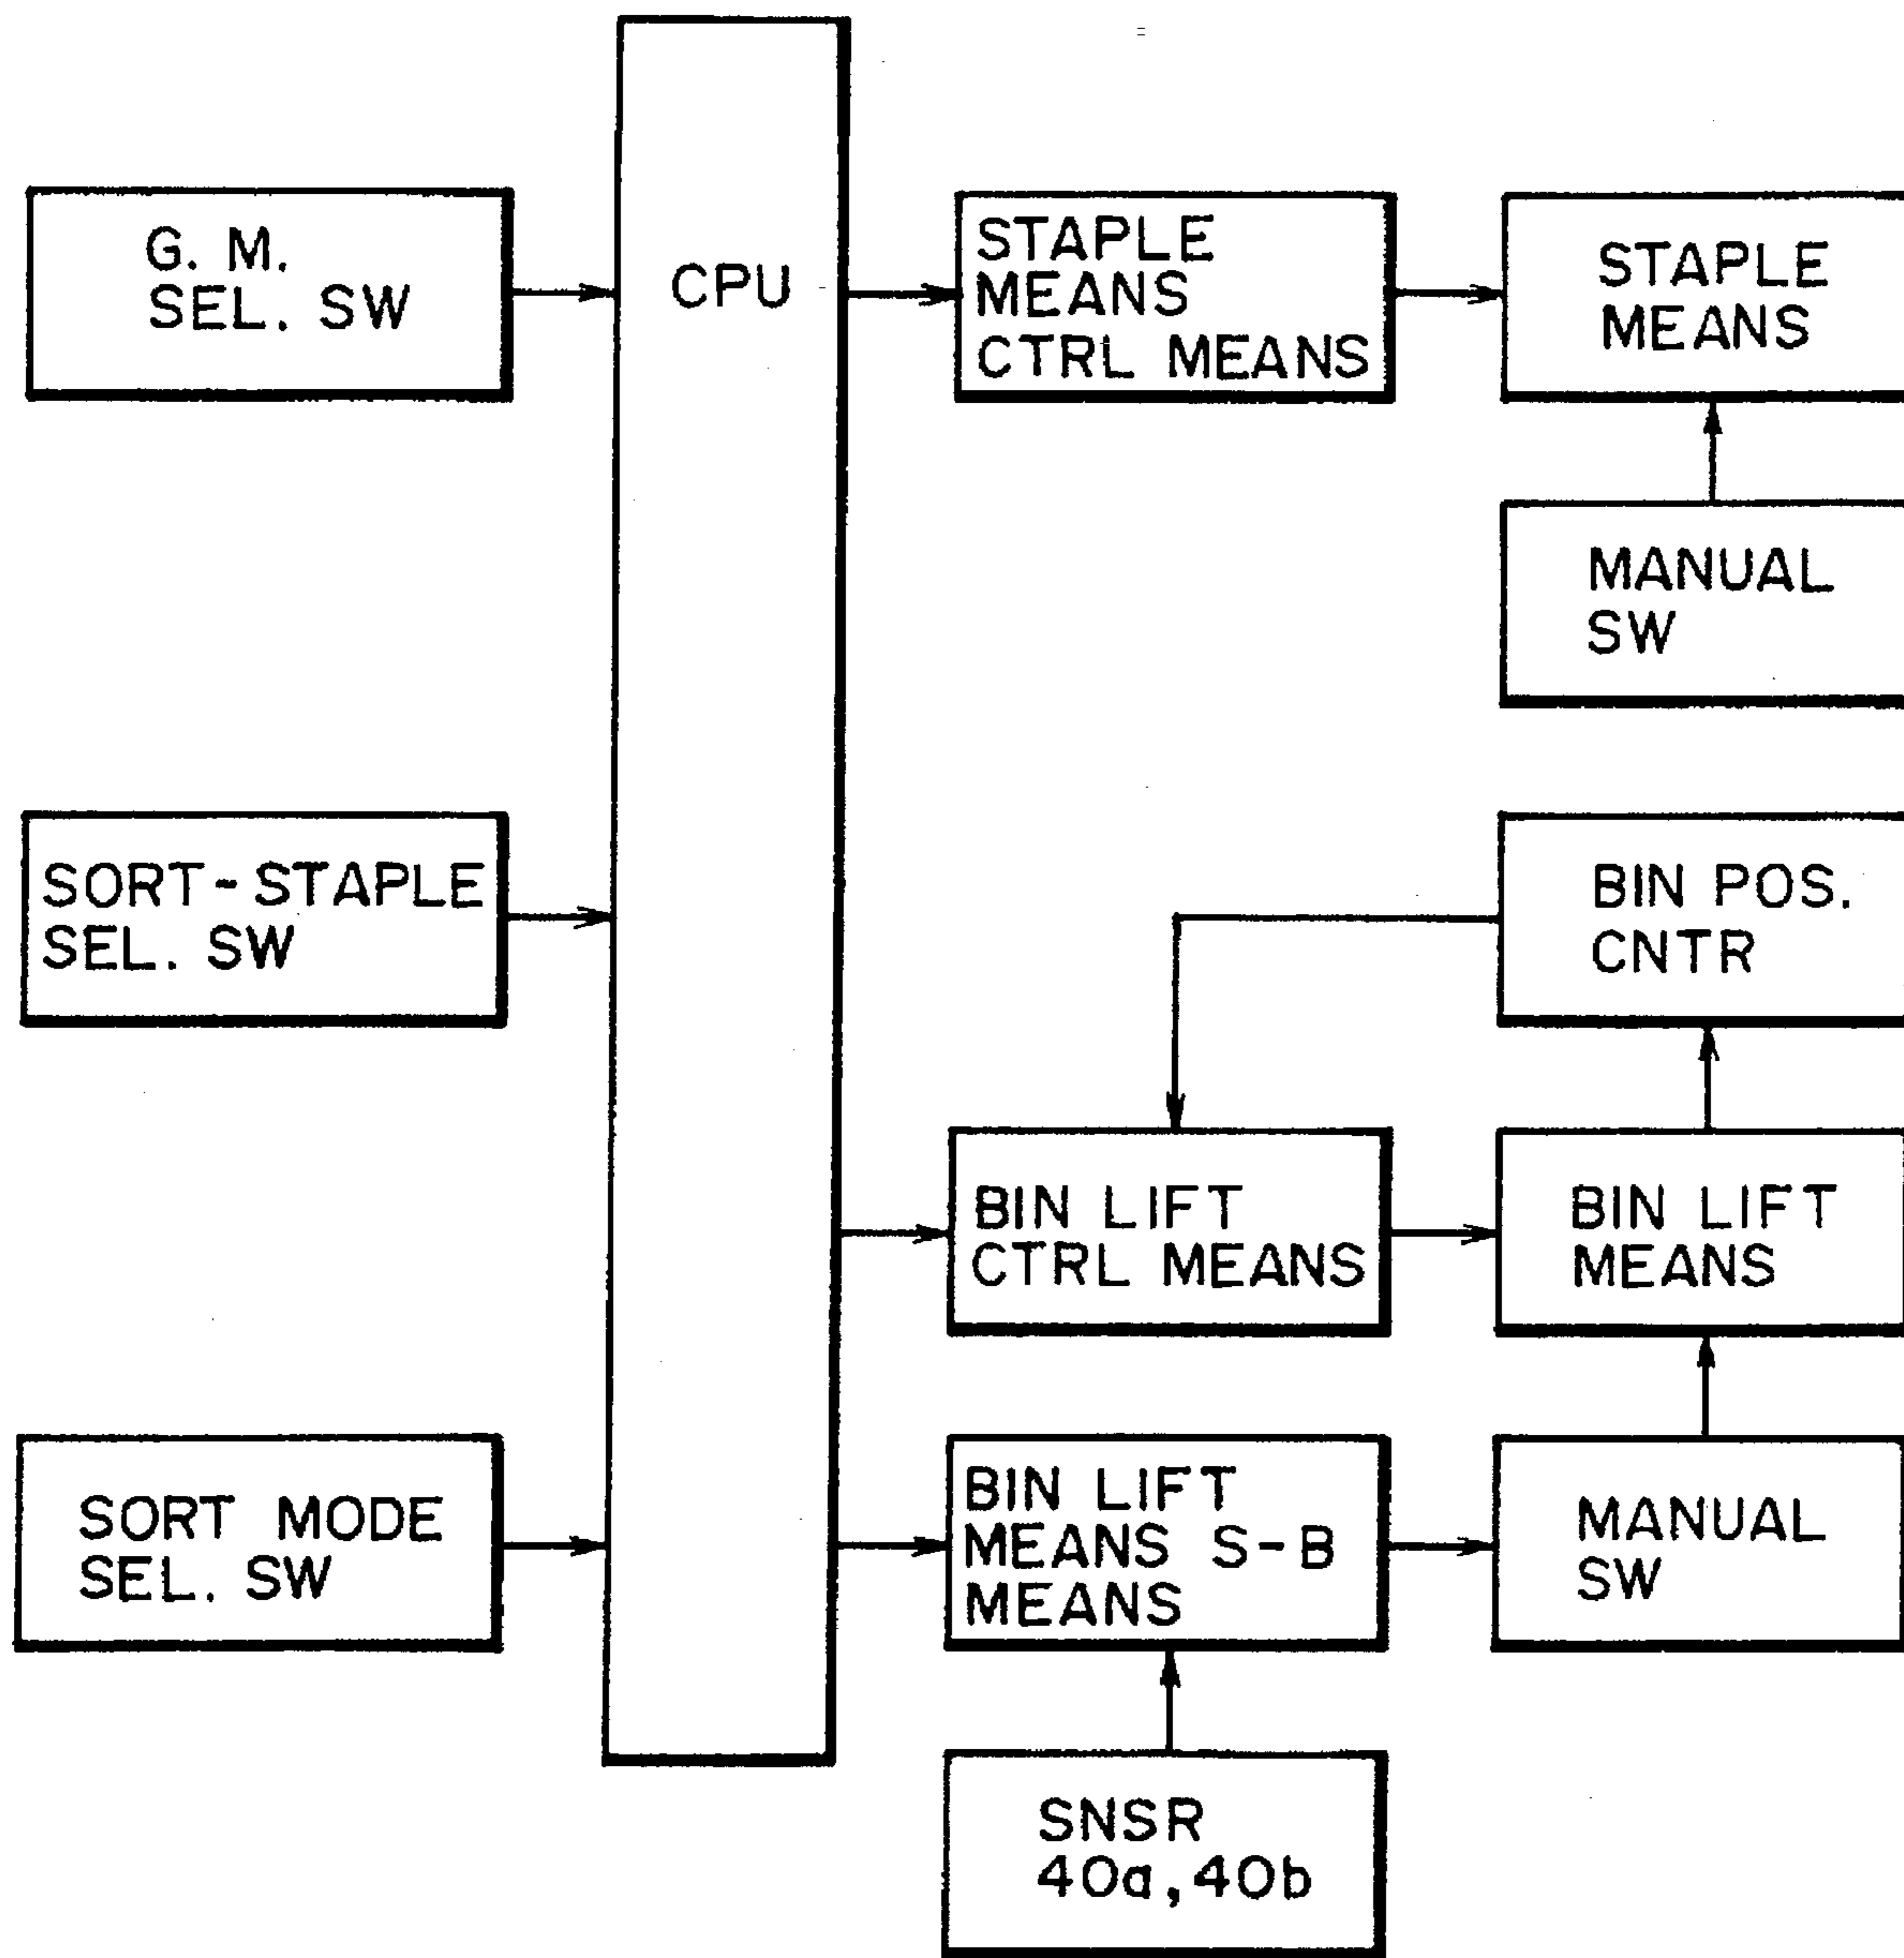 G. M.
SEL. SW
CPU
STAPLE
MEANS
CTRL MEANS
STAPLE
MEANS
MANUAL
SW
SORT-STAPLE
SEL. SW
BIN POS.
CNTR
BIN LIFT
CTRL MEANS
BIN LIFT
MEANS
SORT MODE
SEL. SW
BIN LIFT
MEANS S-B
MEANS
MANUAL
SW
SNSR
40a, 40b